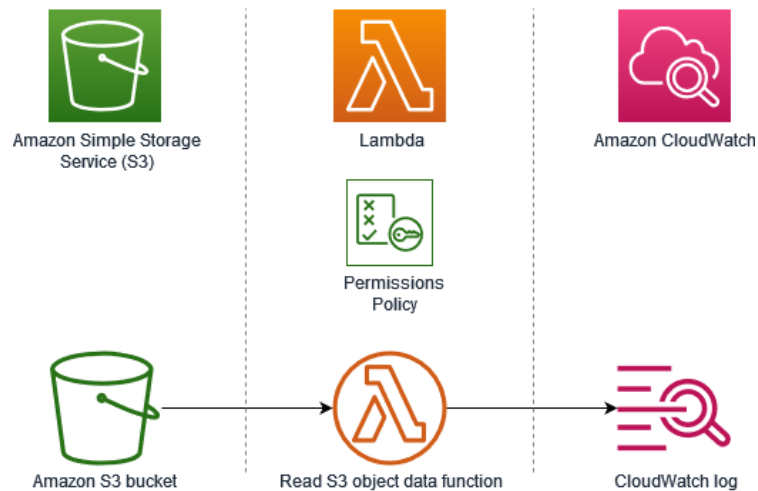 Amazon Simple Storage
Service (S3)
Lambda
Amazon CloudWatch
Permissions
Policy
Amazon S3 bucket
Read S3 object data function
CloudWatch log